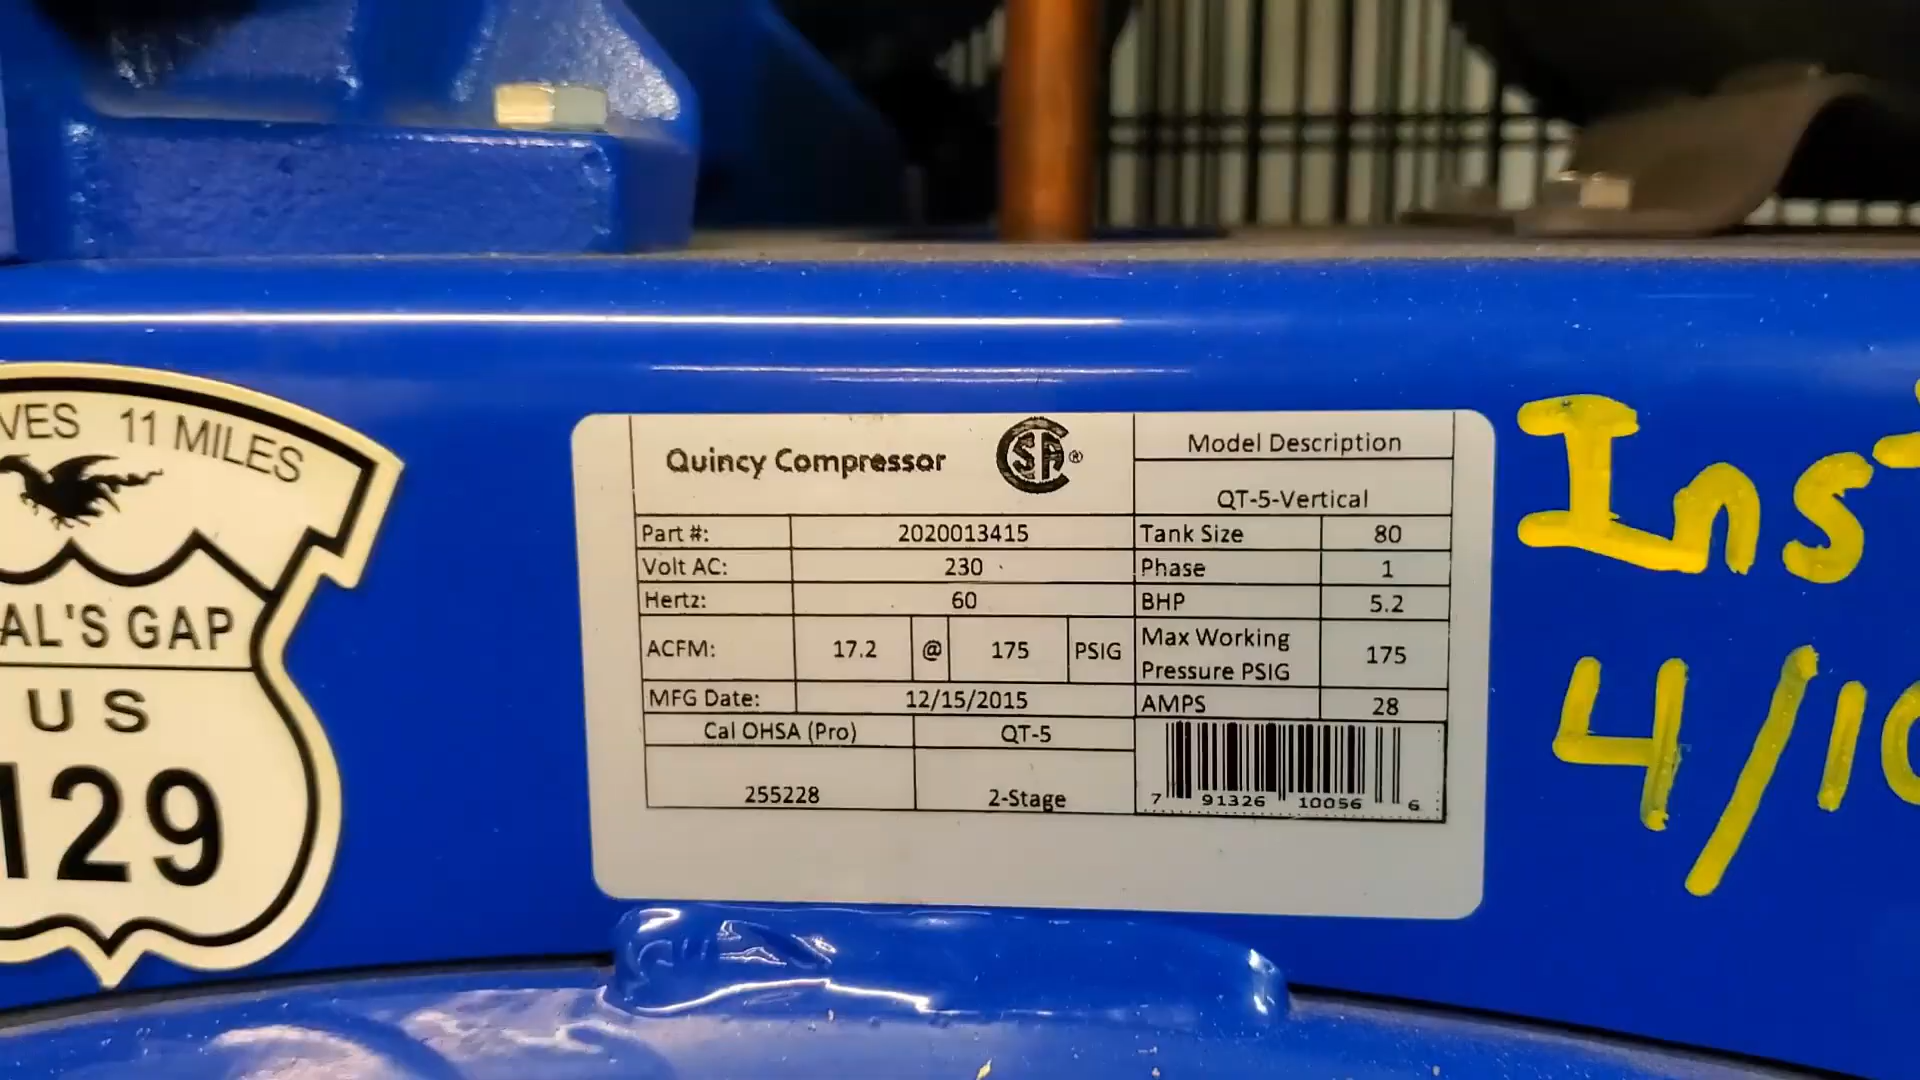 VES 11 MILES
AL'S GAP
US
129
Quincy Compressor
CSA®
Model Description
QT-5-Vertical
Part #: 2020013415 Tank Size 80
Volt AC: 230 Phase 1
Hertz: 60 BHP 5.2
ACFM: 17.2 @ 175 PSIG Max Working Pressure PSIG 175
MFG Date: 12/15/2015 AMPS 28
Cal OHSA (Pro) QT-5
255228 2-Stage
7 91326 10056 6
Ins
4/10